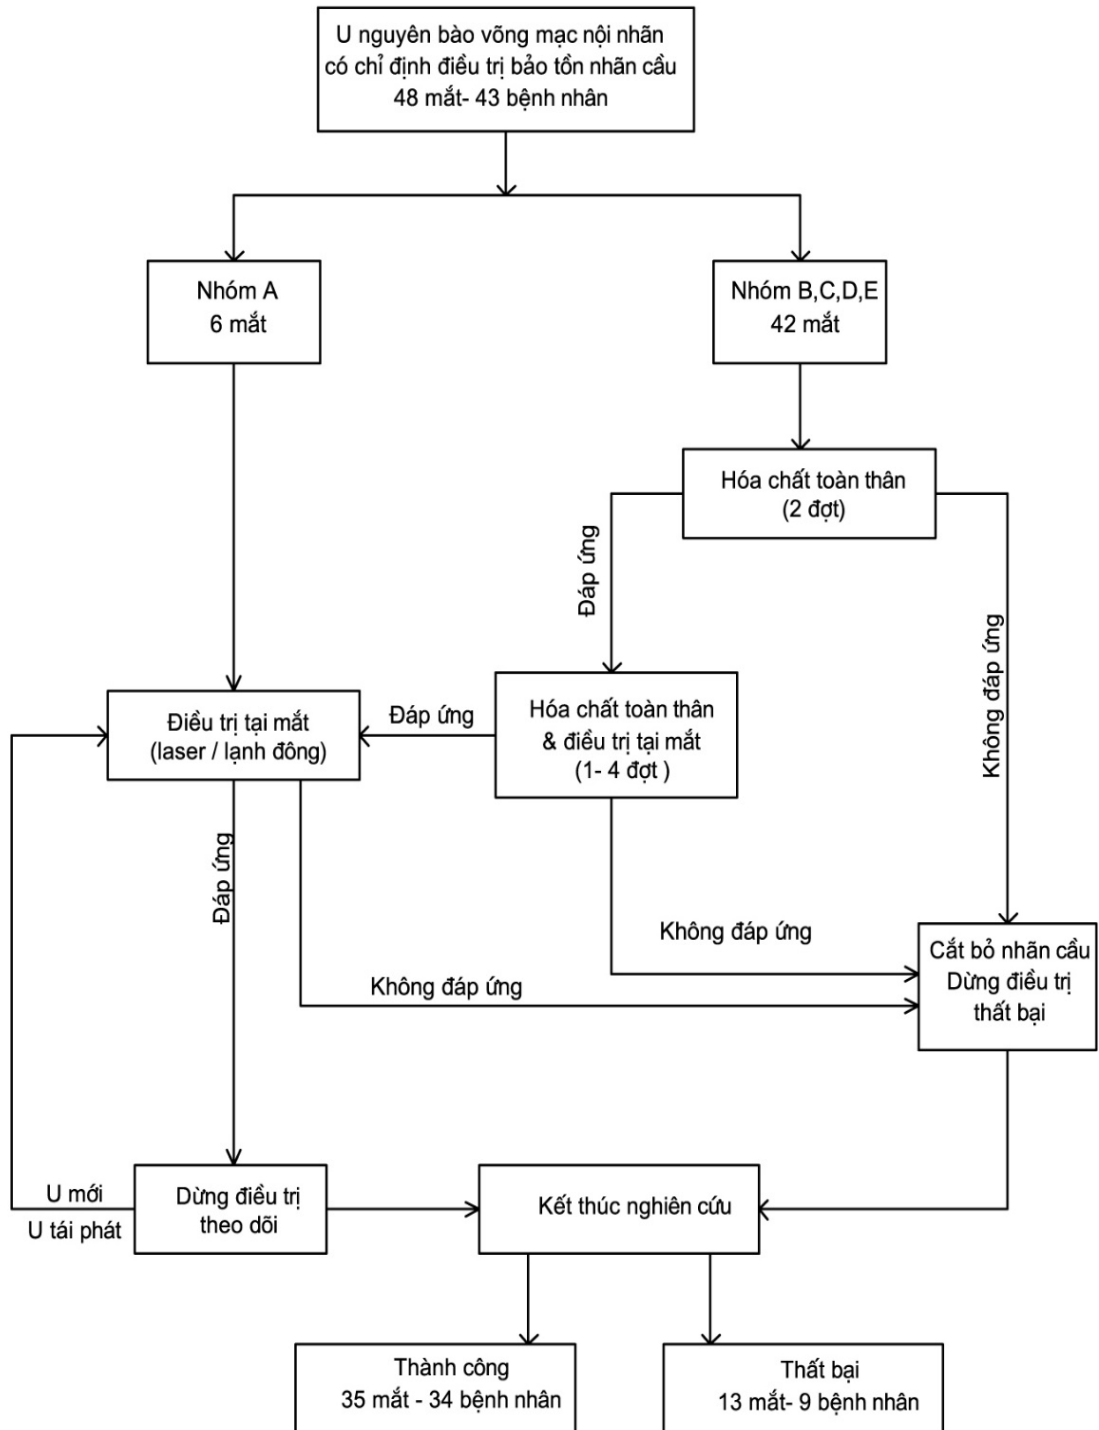 U nguyên bào võng mạc nội nhãn
có chỉ định điều trị bảo tồn nhãn cầu
48 mắt- 43 bệnh nhân
Nhóm A
6 mắt
Nhóm B,C,D,E
42 mắt
Hóa chất toàn thân
(2 đợt)
Đáp ứng
Không đáp ứng
Hóa chất toàn thân
& điều trị tại mắt
(1- 4 đợt )
Đáp ứng
Điều trị tại mắt
(laser / lạnh đông)
Đáp ứng
Không đáp ứng
Không đáp ứng
Cắt bỏ nhãn cầu
Dừng điều trị
thất bại
U mới
U tái phát
Dừng điều trị
theo dõi
Kết thúc nghiên cứu
Thành công
35 mắt - 34 bệnh nhân
Thất bại
13 mắt- 9 bệnh nhân